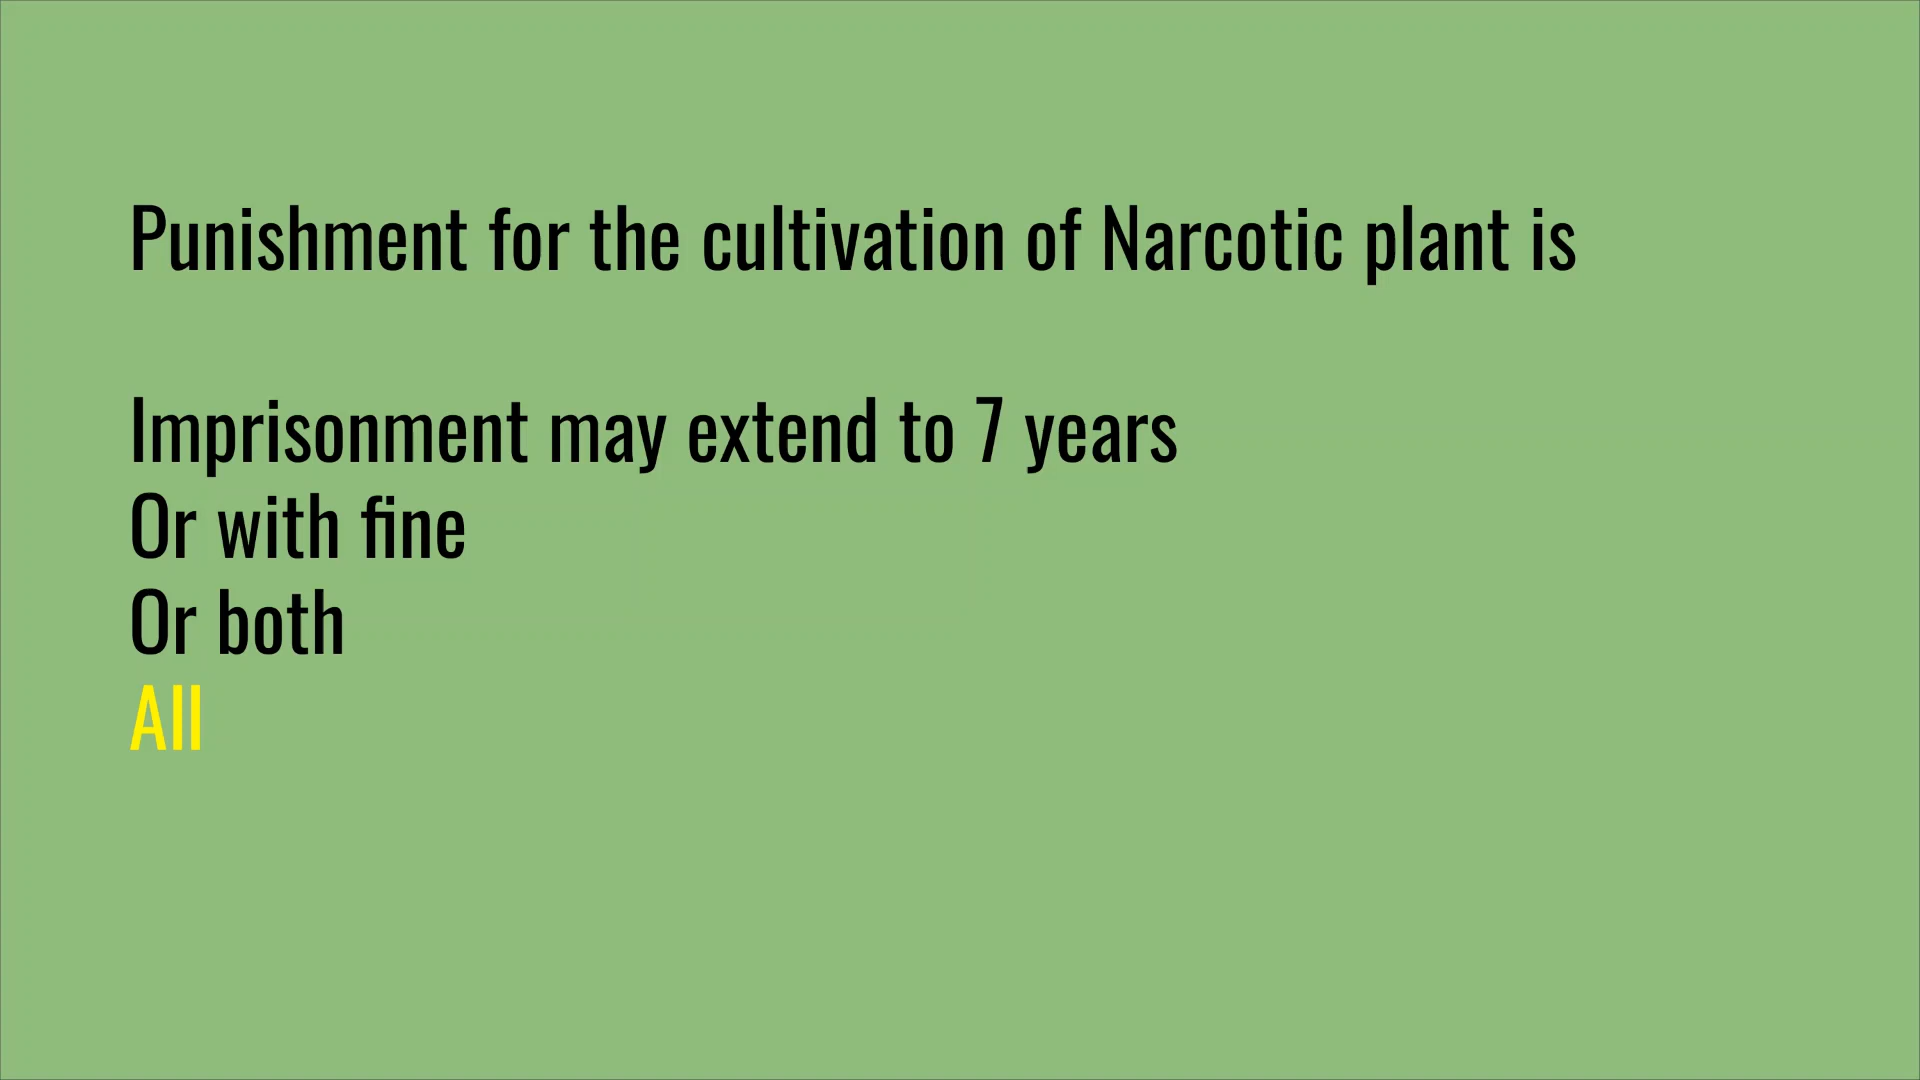 Punishment for the cultivation of Narcotic plant is
Imprisonment may extend to 7 years
Or with fine
Or both
All